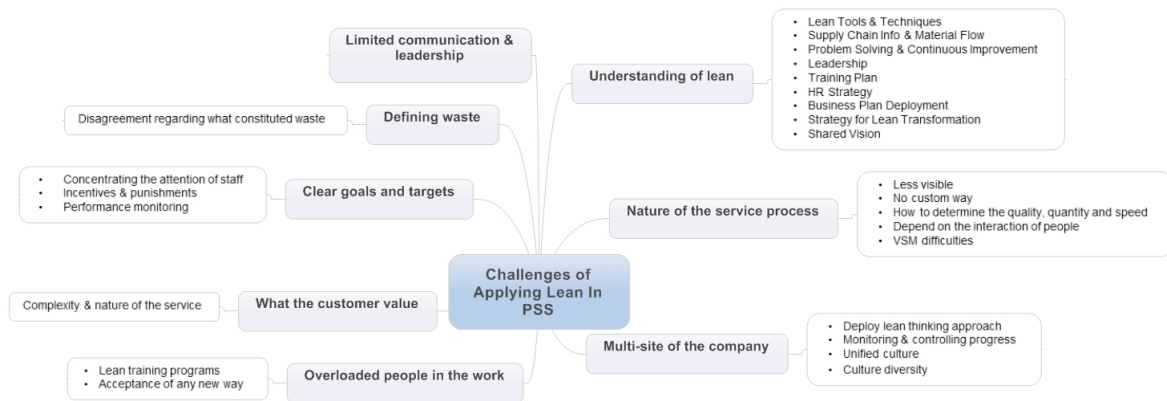 Challenges of
Applying Lean In
PSS
Limited communication &
leadership
Defining waste
Disagreement regarding what constituted waste
Clear goals and targets
• Concentrating the attention of staff
• Incentives & punishments
• Performance monitoring
What the customer value
Complexity & nature of the service
Overloaded people in the work
• Lean training programs
• Acceptance of any new way
Understanding of lean
• Lean Tools & Techniques
• Supply Chain Info & Material Flow
• Problem Solving & Continuous Improvement
• Leadership
• Training Plan
• HR Strategy
• Business Plan Deployment
• Strategy for Lean Transformation
• Shared Vision
Nature of the service process
• Less visible
• No custom way
• How to determine the quality, quantity and speed
• Depend on the interaction of people
• VSM difficulties
Multi-site of the company
• Deploy lean thinking approach
• Monitoring & controlling progress
• Unified culture
• Culture diversity